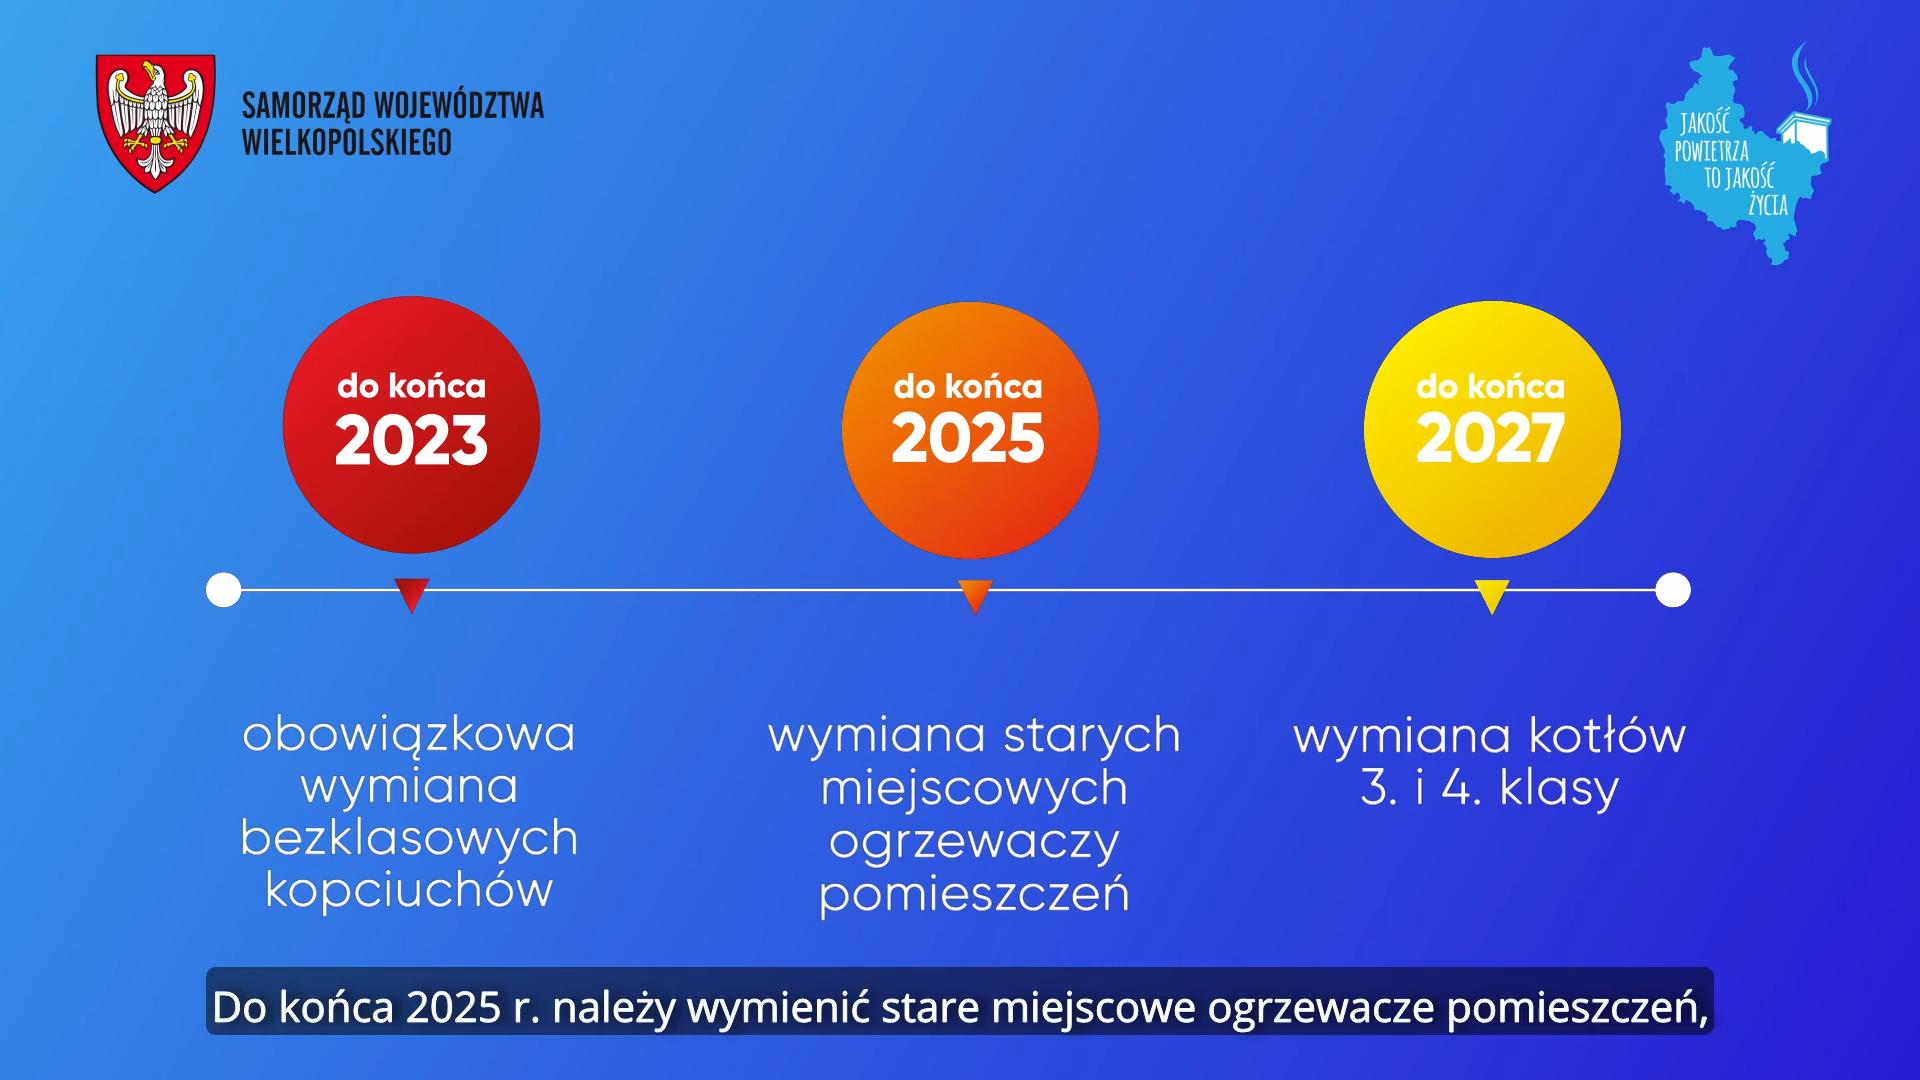 SAMORZĄD WOJEWÓDZTWA
WIELKOPOLSKIEGO
JAKOŚĆ
POWIETRZA
TO JAKOŚĆ
ŻYCIA
do końca
2023
do końca
2025
do końca
2027
obowiązkowa
wymiana
bezklasowych
kopciuchów
wymiana starych
miejscowych
ogrzewaczy
pomieszczeń
wymiana kotłów
3. i 4. klasy
Do końca 2025 r. należy wymienić stare miejscowe ogrzewacze pomieszczeń,